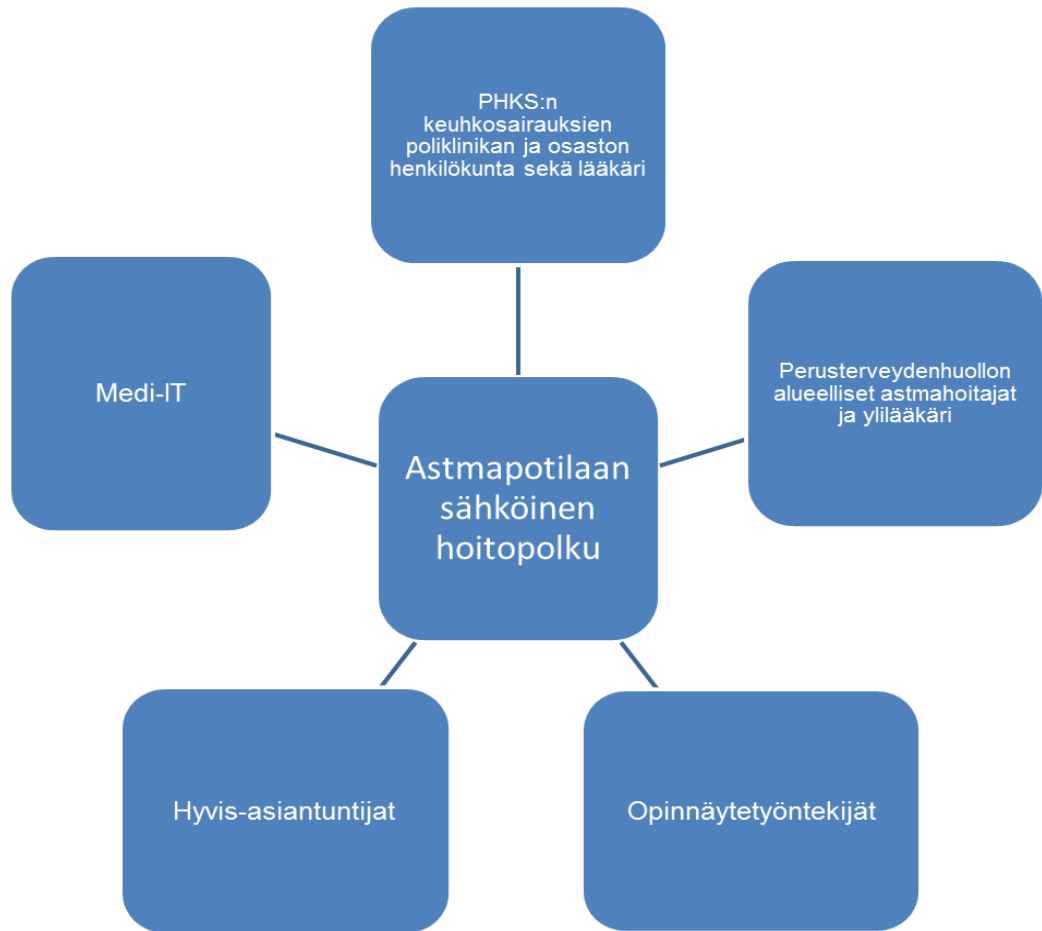 PHKS:n
keuhkosairauksien
poliklinikan ja osaston
henkilökunta sekä lääkäri
Medi-IT
Perusterveydenhuollon
alueelliset astmahoitajat
ja ylilääkäri
Astmapotilaan
sähköinen
hoitopolku
Hyvis-asiantuntijat
Opinnäytetyöntekijät